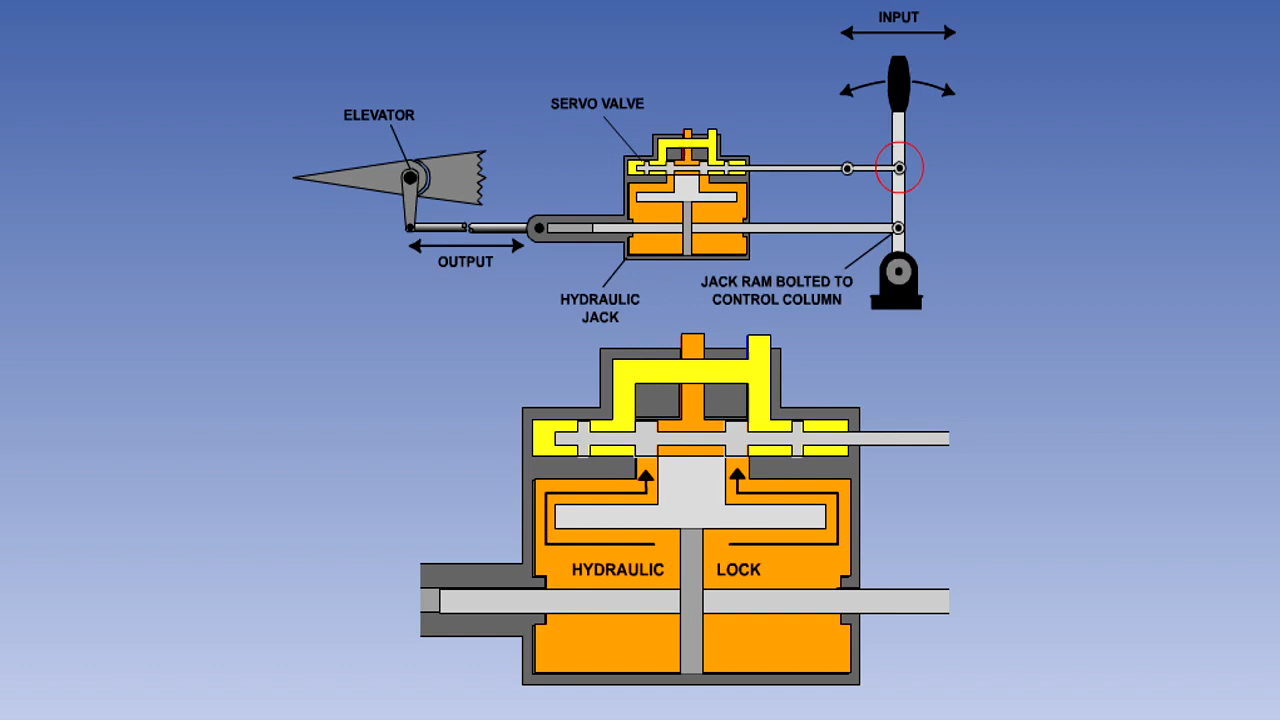 INPUT
SERVO VALVE
ELEVATOR
OUTPUT
JACK RAM BOLTED TO
CONTROL COLUMN
HYDRAULIC
JACK
HYDRAULIC LOCK